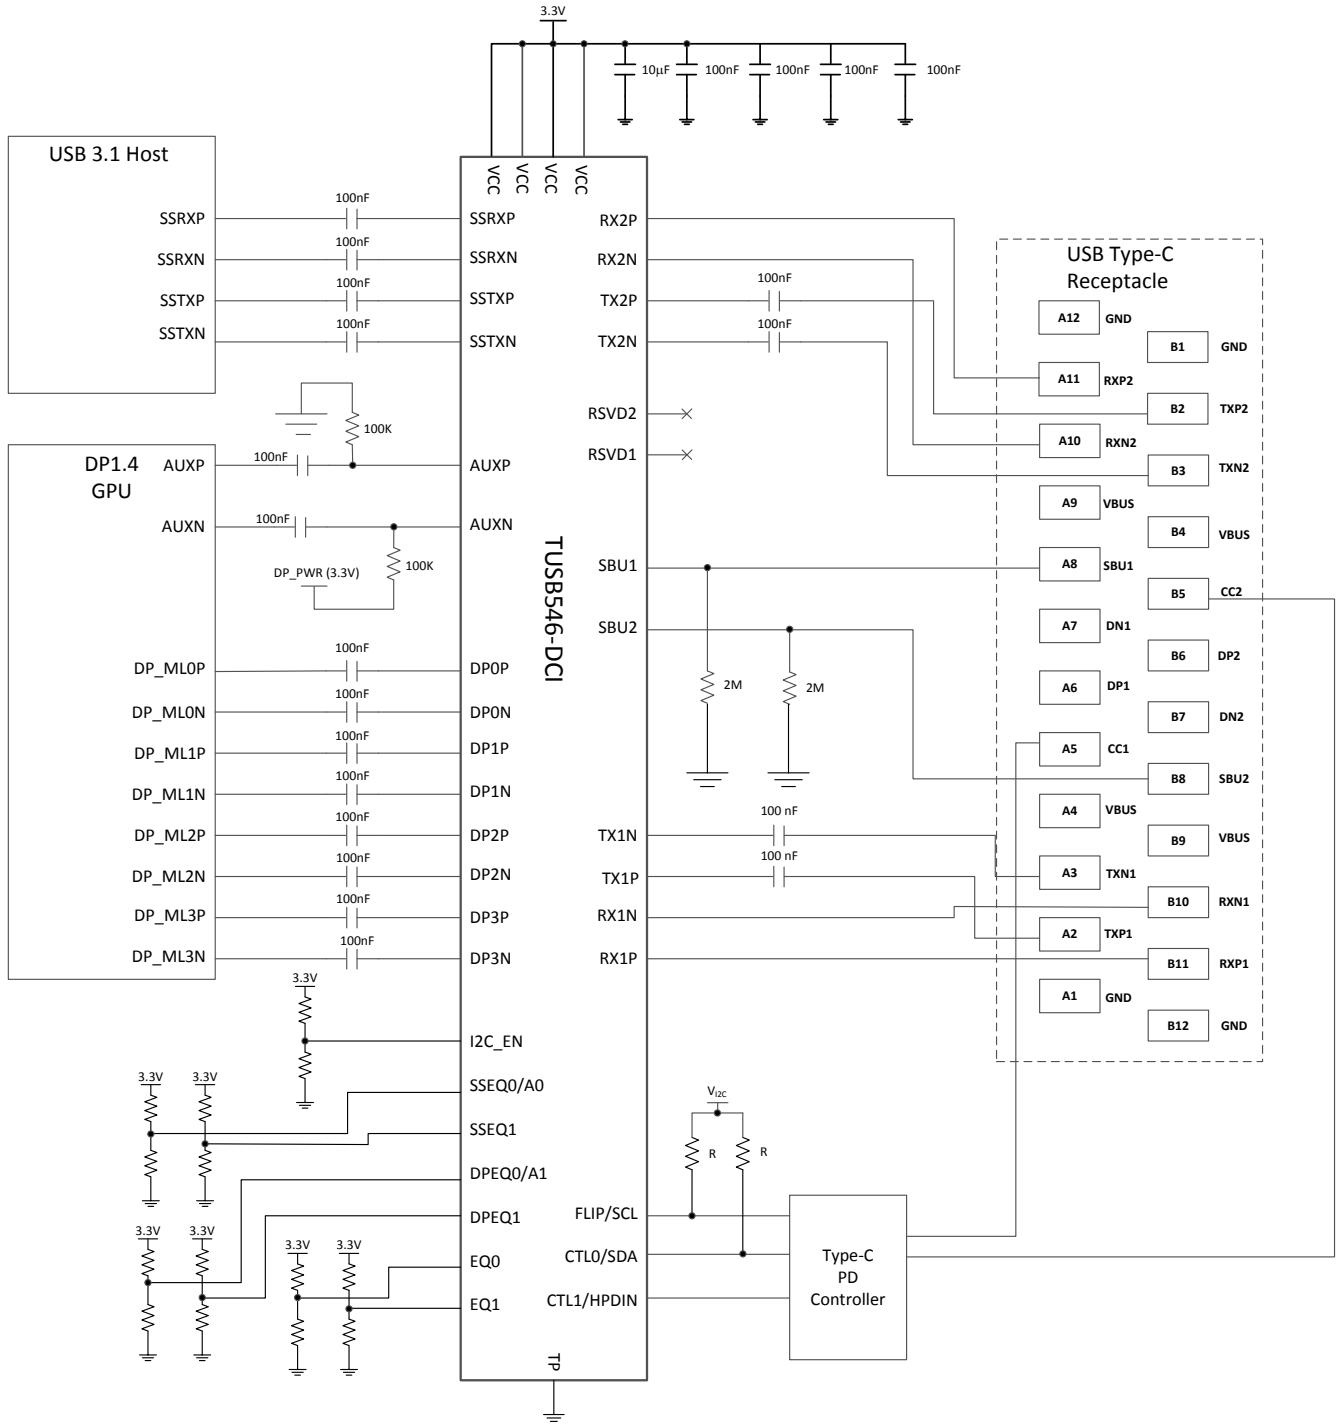 3.3V
10µF
100nF
100nF
100nF
100nF
USB 3.1 Host
SSRXP
SSRXN
SSTXP
SSTXN
100nF
100nF
100nF
100nF
VCC
VCC
VCC
VCC
SSRXP
SSRXN
SSTXP
SSTXN
RX2P
RX2N
TX2P
TX2N
100nF
100nF
RSVD2
RSVD1
100K
DP1.4
GPU
AUXP
100nF
AUXP
AUXN
100nF
AUXN
100K
DP_PWR (3.3V)
TUSB546-DCI
SBU1
SBU2
2M
2M
DP_ML0P
DP_ML0N
DP_ML1P
DP_ML1N
DP_ML2P
DP_ML2N
DP_ML3P
DP_ML3N
100nF
100nF
100nF
100nF
100nF
100nF
100nF
100nF
DP0P
DP0N
DP1P
DP1N
DP2P
DP2N
DP3P
DP3N
100 nF
TX1N
100 nF
TX1P
RX1N
RX1P
USB Type-C
Receptacle
A12 GND
B1 GND
A11 RXP2
B2 TXP2
A10 RXN2
B3 TXN2
A9 VBUS
B4 VBUS
A8 SBU1
B5 CC2
A7 DN1
B6 DP2
A6 DP1
B7 DN2
A5 CC1
B8 SBU2
A4 VBUS
B9 VBUS
A3 TXN1
B10 RXN1
A2 TXP1
B11 RXP1
A1 GND
B12 GND
3.3V
I2C_EN
3.3V
3.3V
SSEQ0/A0
SSEQ1
DPEQ0/A1
DPEQ1
3.3V
3.3V
3.3V
3.3V
EQ0
EQ1
VI2C
R
R
FLIP/SCL
CTL0/SDA
CTL1/HPDIN
Type-C
PD
Controller
TP